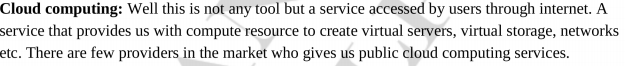 Cloud computing: Well this is not any tool but a service accessed by users through internet. A
service that provides us with compute resource to create virtual servers, virtual storage, networks
etc. There are few providers in the market who gives us public cloud computing services.